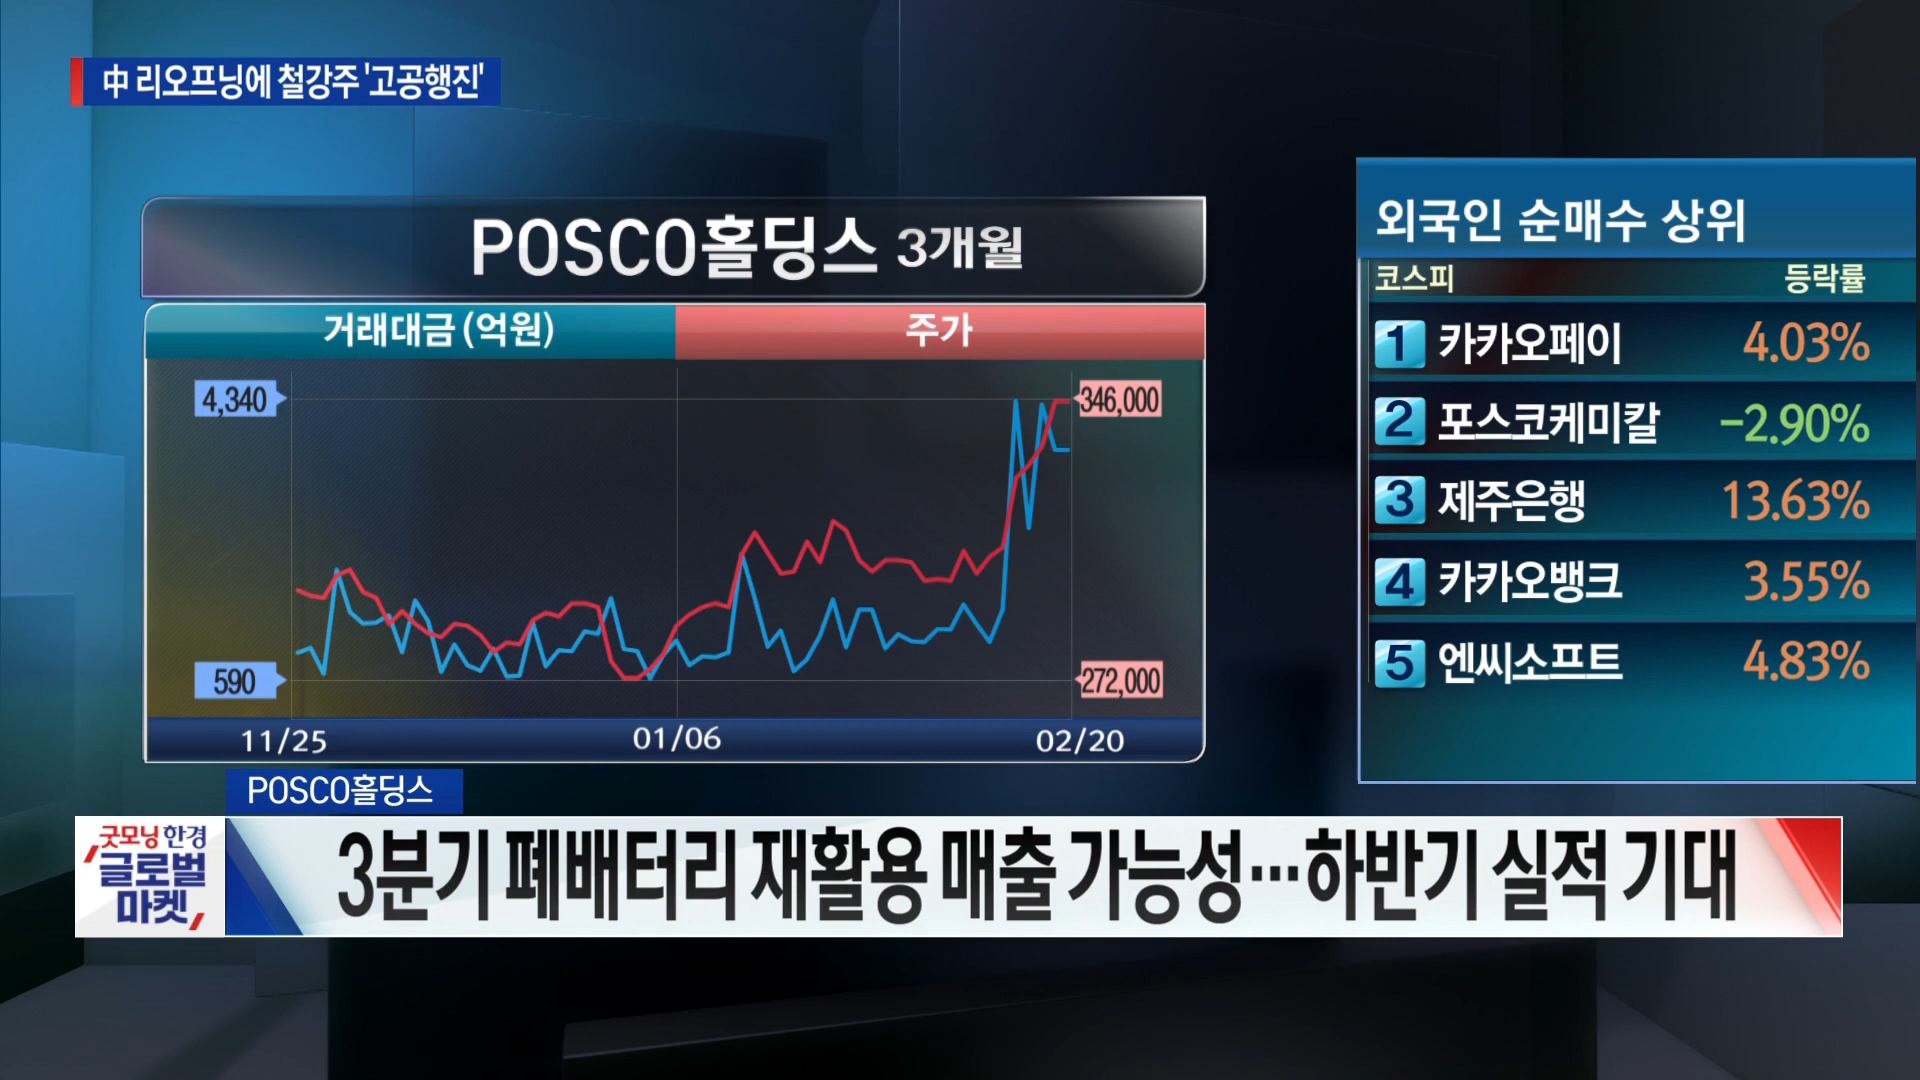 中 리오프닝에 철강주 '고공행진'
POSCO홀딩스 3개월
거래대금 (억원) 주가
4,340 346,000
590 272,000
11/25 01/06 02/20
외국인 순매수 상위
코스피 등락률
1 카카오페이 4.03%
2 포스코케미칼 -2.90%
3 제주은행 13.63%
4 카카오뱅크 3.55%
5 엔씨소프트 4.83%
POSCO홀딩스
굿모닝 한경
글로벌
마켓
3분기 폐배터리 재활용 매출 가능성…하반기 실적 기대